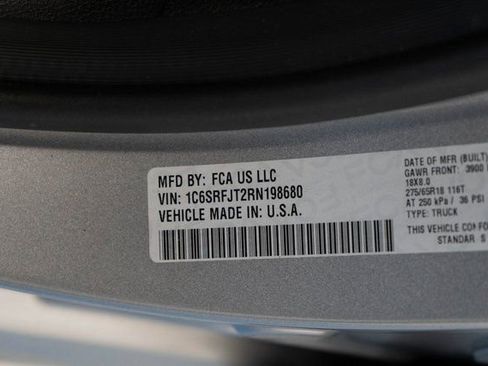 MFD BY: FCA US LLC
VIN: 1C6SRFJT2RN198680
VEHICLE MADE IN: U.S.A.
DATE OF MFR (BUILT)
GAWR FRONT: 3900
18X8.0
275/65R18 116T
AT 250 kPa / 36 PSI
TYPE: TRUCK
THIS VEHICLE
STANDAR